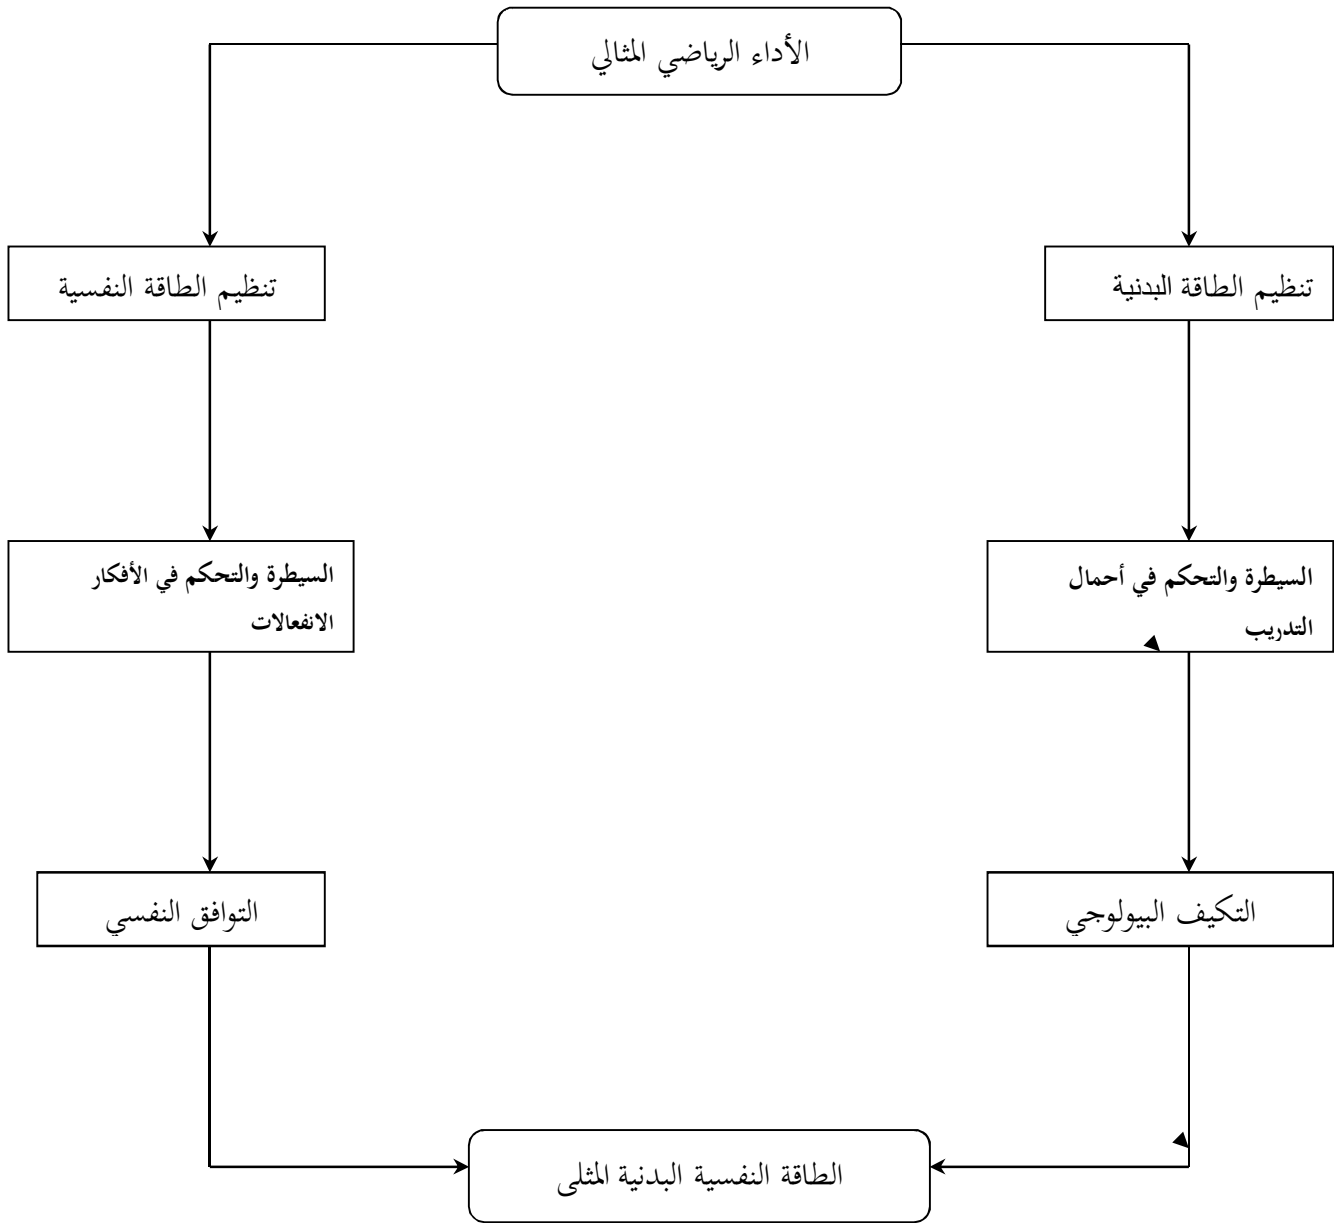 الأداء الرياضي المثالي
تنظيم الطاقة البدنية
تنظيم الطاقة النفسية
السيطرة والتحكم في أحمال
التدريب
السيطرة والتحكم في الأفكار
الانفعالات
التكيف البيولوجي
التوافق النفسي
الطاقة النفسية البدنية المثلى